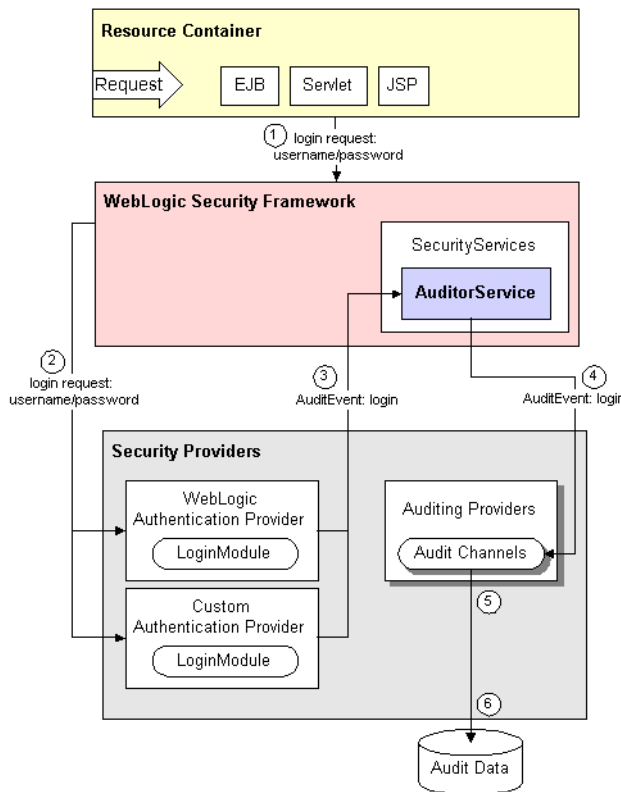 Resource Container
Request
EJB
Servlet
JSP
1
login request:
username/password
WebLogic Security Framework
SecurityServices
AuditorService
2
login request:
username/password
3
AuditEvent: login
4
AuditEvent: login
Security Providers
WebLogic
Authentication Provider
LoginModule
Auditing Providers
Audit Channels
5
Custom
Authentication Provider
LoginModule
6
Audit Data